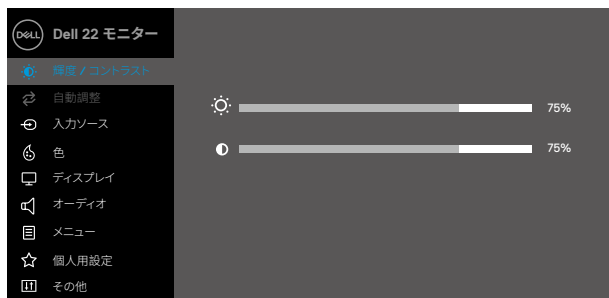 DELL Dell 22 モニター
輝度 / コントラスト
自動調整
75%
入力ソース
色
75%
ディスプレイ
オーディオ
メニュー
個人用設定
その他